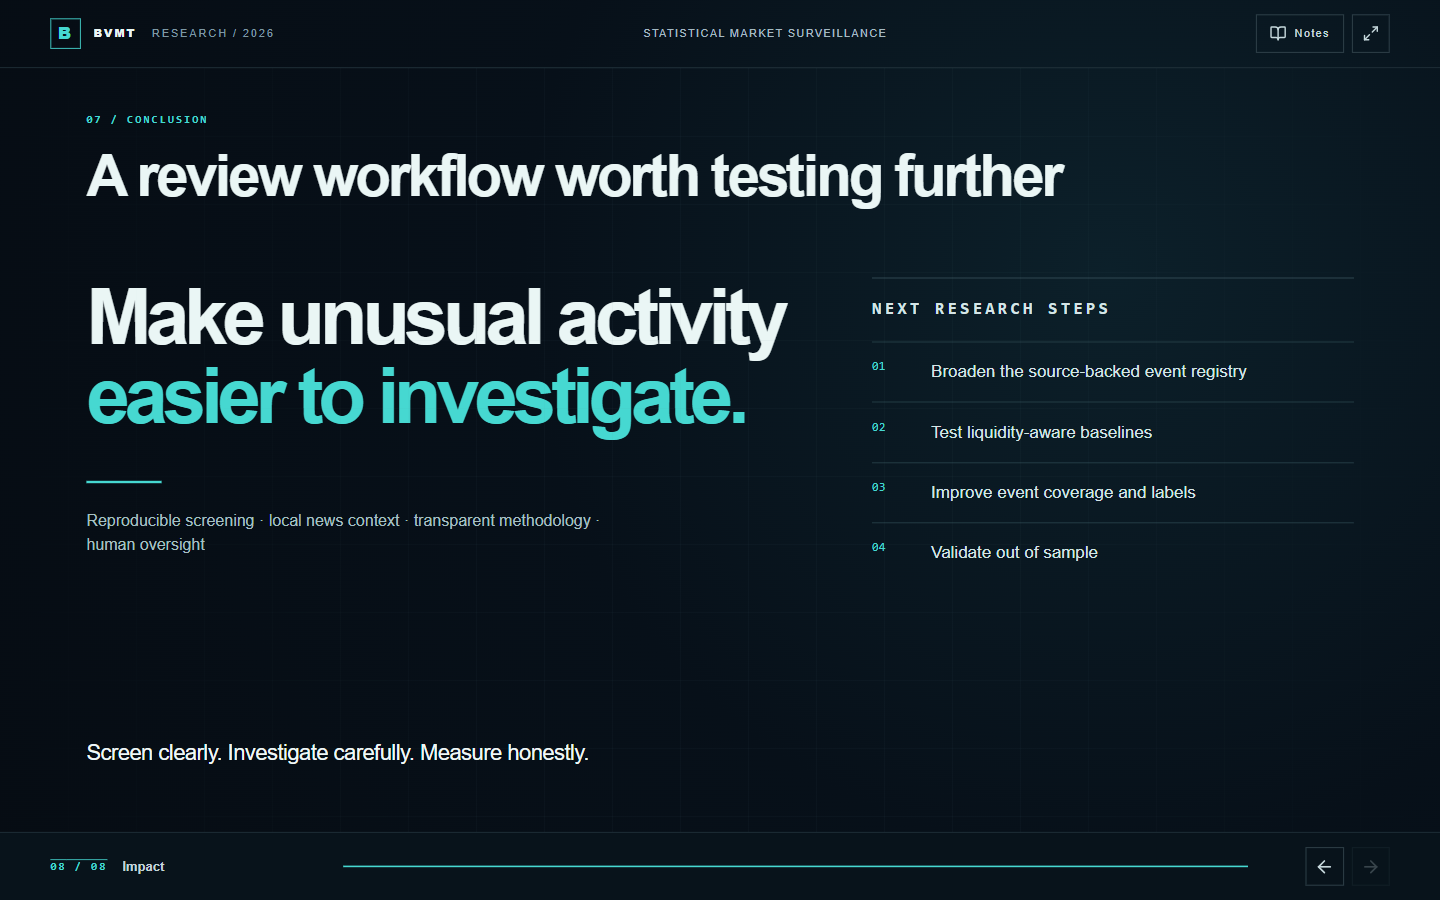 B BVMT RESEARCH / 2026
STATISTICAL MARKET SURVEILLANCE
Notes
07 / CONCLUSION
A review workflow worth testing further
Make unusual activity
easier to investigate.
Reproducible screening · local news context · transparent methodology ·
human oversight
NEXT RESEARCH STEPS
01 Broaden the source-backed event registry
02 Test liquidity-aware baselines
03 Improve event coverage and labels
04 Validate out of sample
Screen clearly. Investigate carefully. Measure honestly.
08 / 08 Impact